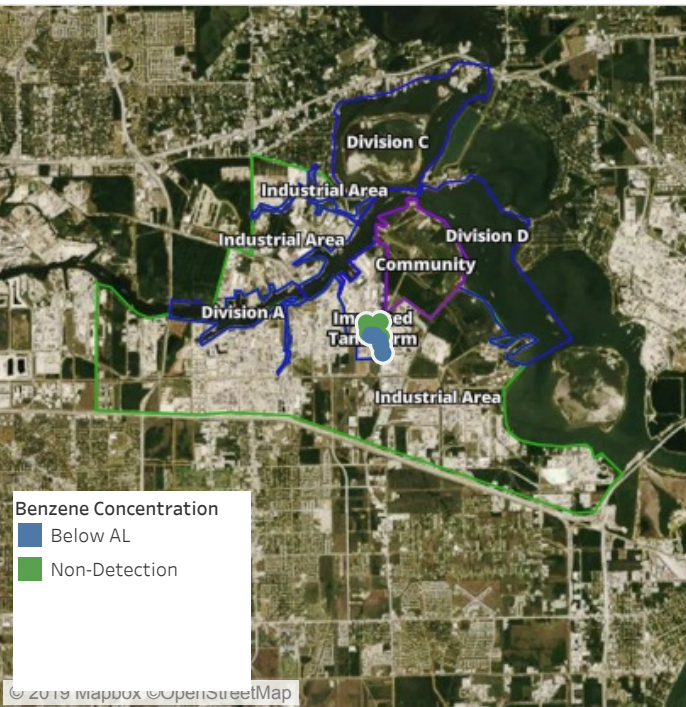 Division C
Industrial Area
Division D
Industrial Area
Community
Division A
Industrial Area
Benzene Concentration
Below AL
Non-Detection
© 2019 Mapbox ©OpenStreetMap